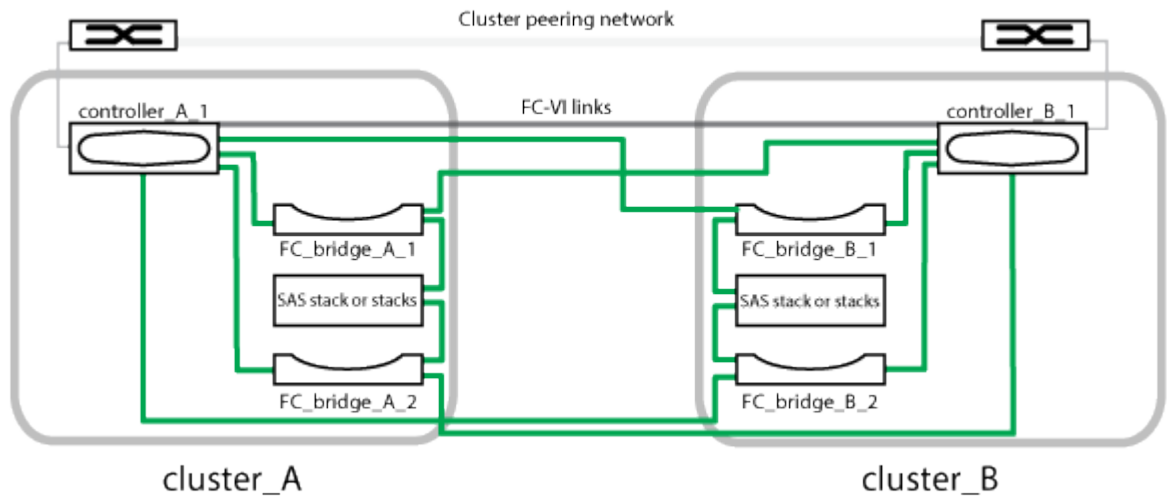 Cluster peering network
controller_A_1
FC-VI links
controller_B_1
FC_bridge_A_1
FC_bridge_B_1
SAS stack or stacks
SAS stack or stacks
FC_bridge_A_2
FC_bridge_B_2
cluster_A
cluster_B